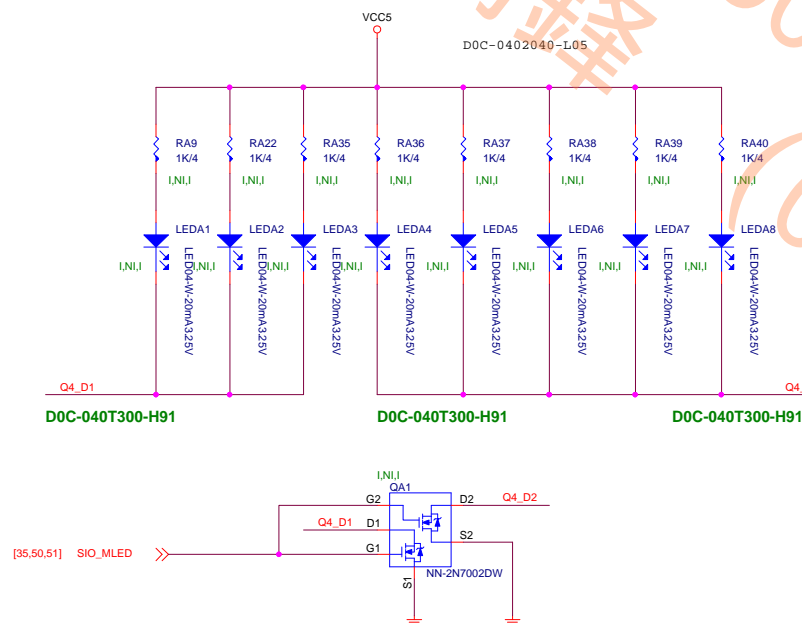 VCC5
D0C-0402040-L05
RA9 RA22 RA35 RA36 RA37 RA38 RA39 RA40
1K/4 1K/4 1K/4 1K/4 1K/4 1K/4 1K/4 1K/4
I,NI,I I,NI,I I,NI,I I,NI,I I,NI,I I,NI,I I,NI,I I,NI,I
LEDA1 LEDA2 LEDA3 LEDA4 LEDA5 LEDA6 LEDA7 LEDA8
I,NI,I I,NI,I I,NI,I I,NI,I I,NI,I I,NI,I I,NI,I I,NI,I
LED04-W-20mA3.25V LED04-W-20mA3.25V LED04-W-20mA3.25V LED04-W-20mA3.25V LED04-W-20mA3.25V LED04-W-20mA3.25V LED04-W-20mA3.25V LED04-W-20mA3.25V
Q4_D1 Q4_
D0C-040T300-H91 D0C-040T300-H91 D0C-040T300-H91
I,NI,I
QA1
G2 D2 Q4_D2
Q4_D1 D1
S2
[35,50,51] SIO_MLED G1
NN-2N7002DW
S1